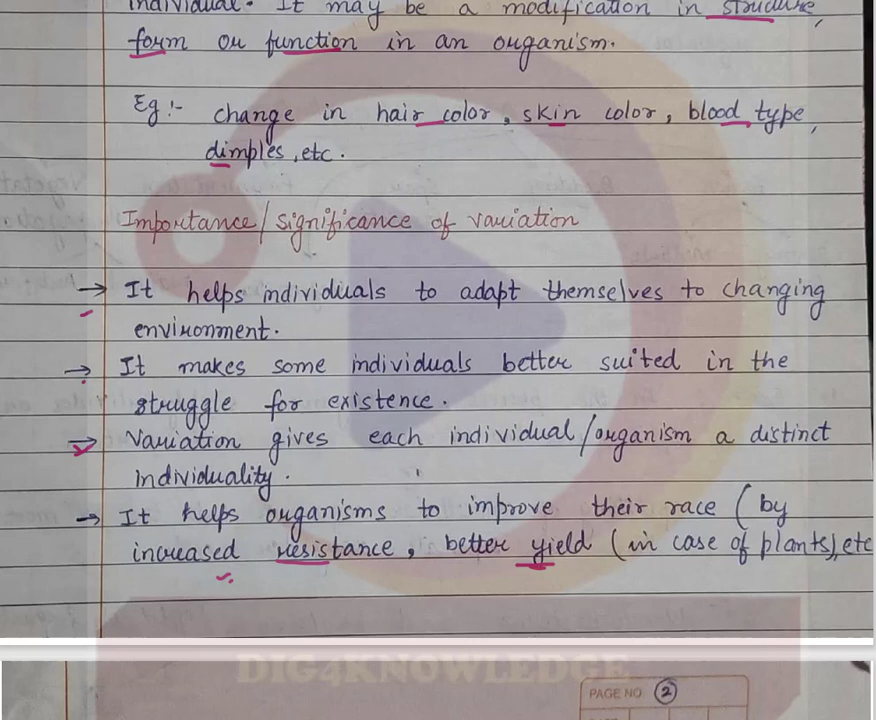 individual. It may be a modification in structure,
form or function in an organism.
Eg:- change in hair color, skin color, blood type,
dimples, etc.
Importance/significance of variation
→ It helps individuals to adapt themselves to changing
environment.
→ It makes some individuals better suited in the
struggle for existence.
→ Variation gives each individual/organism a distinct
individuality.
→ It helps organisms to improve their race (by
increased resistance, better yield (in case of plants), etc
DIG4KNOWLEDGE
PAGE NO. 2